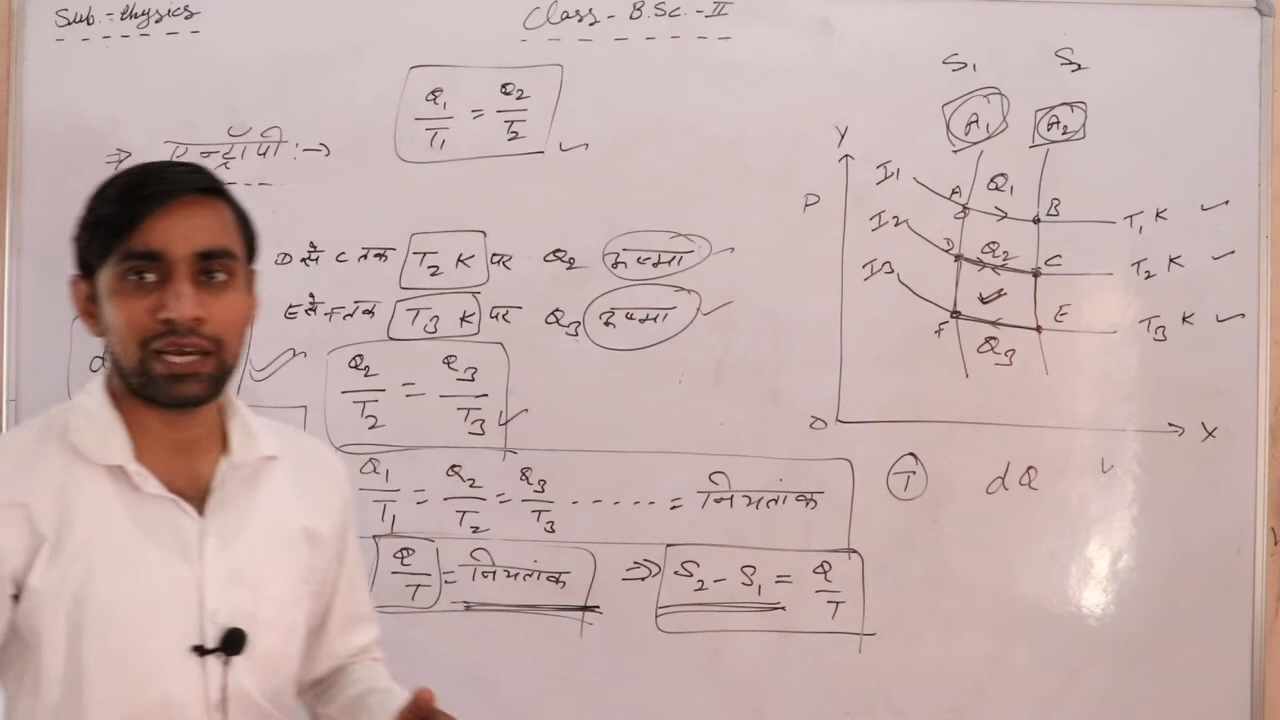 Sub.- Physics
Class - B.Sc. - II
Q₁/T₁ = Q₂/T₂
⇒ एन्ट्रॉपी :→
D से C तक T₂ K पर Q₂ ऊष्मा
E से F तक T₃ K पर Q₃ ऊष्मा
Q₂/T₂ = Q₃/T₃
Q₁/T₁ = Q₂/T₂ = Q₃/T₃ ------ = नियतांक
Q/T = नियतांक ⇒ S₂ - S₁ = Q/T
S₁ S₂
A₁ A₂
Y
P
I₁ A Q₁ B T₁ K
I₂ D Q₂ C T₂ K
I₃ F Q₃ E T₃ K
O X
T dQ